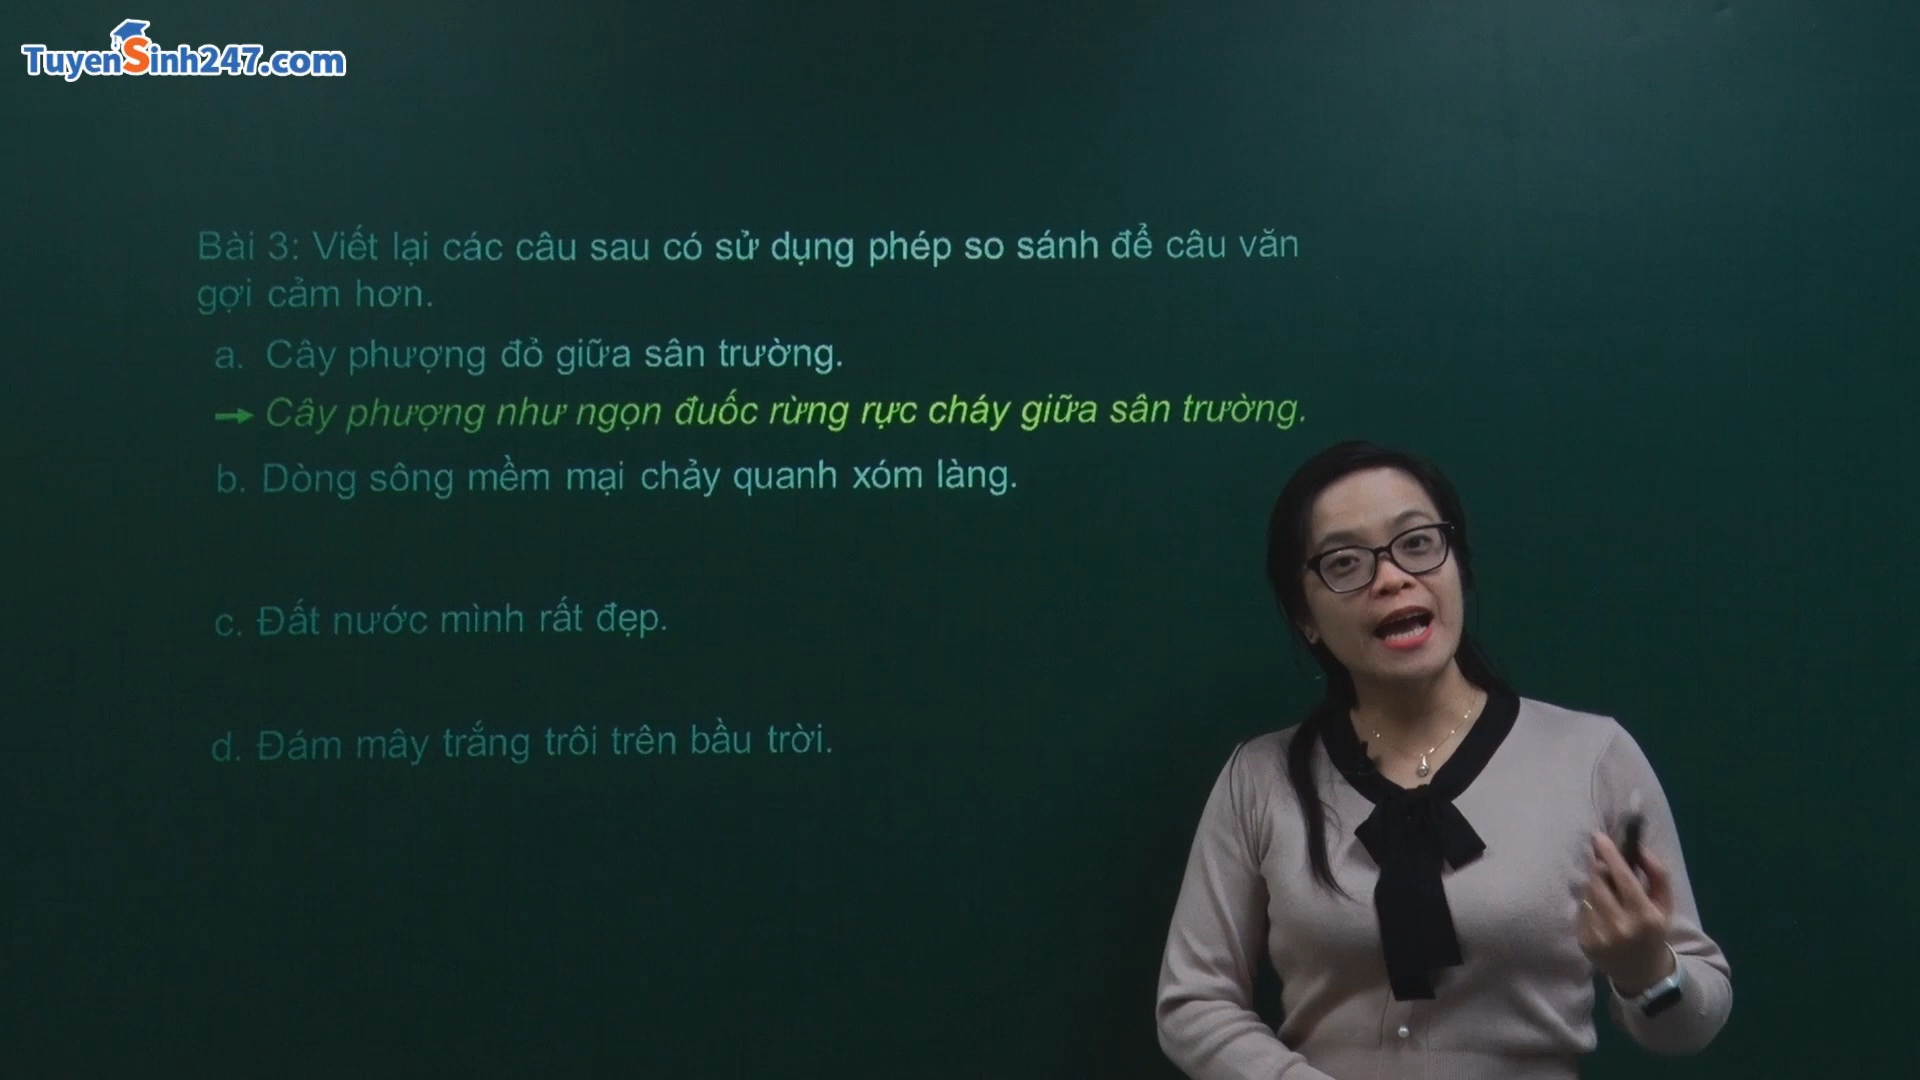 TuyenSinh247.com
Bài 3: Viết lại các câu sau có sử dụng phép so sánh để câu văn
gợi cảm hơn.
a. Cây phượng đỏ giữa sân trường.
→ Cây phượng như ngọn đuốc rừng rực cháy giữa sân trường.
b. Dòng sông mềm mại chảy quanh xóm làng.
c. Đất nước mình rất đẹp.
d. Đám mây trắng trôi trên bầu trời.